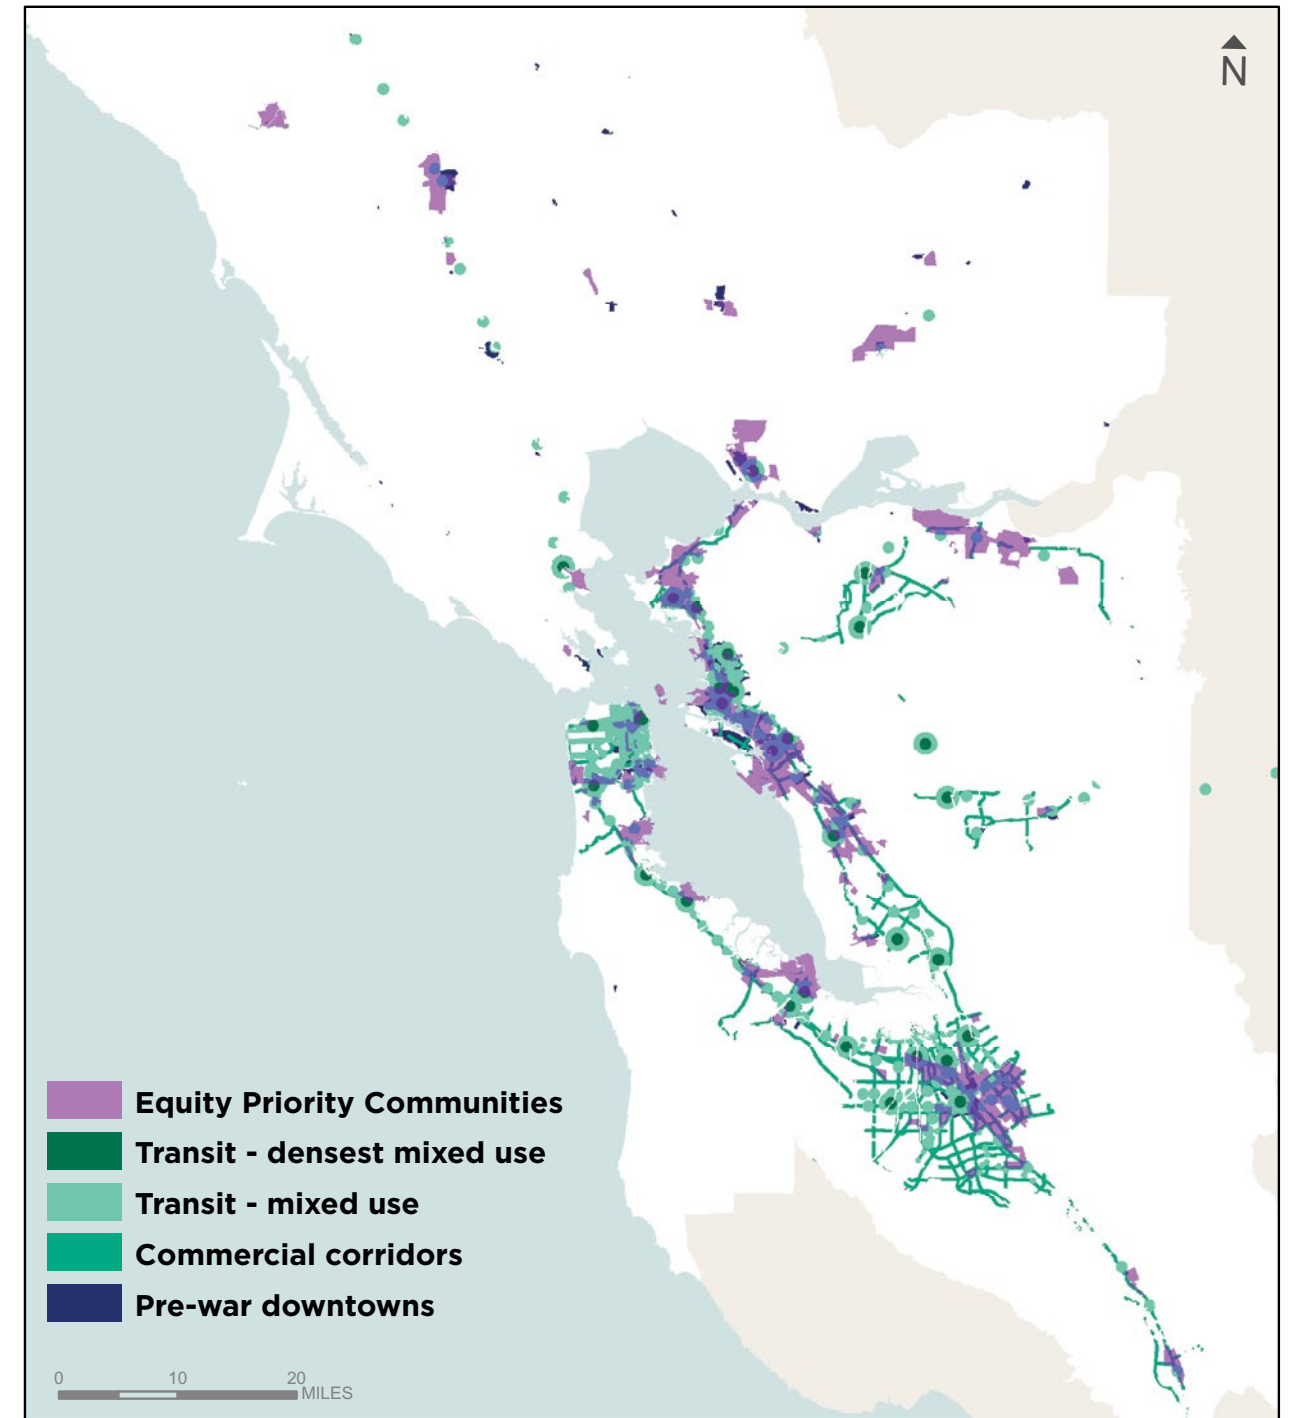 N
Equity Priority Communities
Transit - densest mixed use
Transit - mixed use
Commercial corridors
Pre-war downtowns
0 10 20
MILES